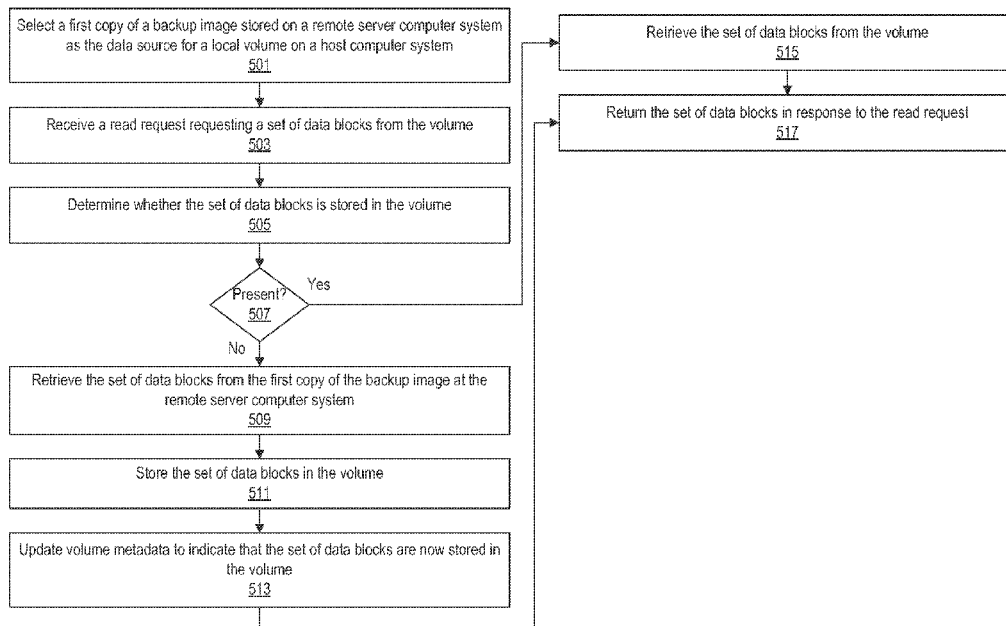 Select a first copy of a backup image stored on a remote server computer system
as the data source for a local volume on a host computer system
501
Receive a read request requesting a set of data blocks from the volume
503
Determine whether the set of data blocks is stored in the volume
505
Present?
507
Yes
No
Retrieve the set of data blocks from the first copy of the backup image at the
remote server computer system
509
Store the set of data blocks in the volume
511
Update volume metadata to indicate that the set of data blocks are now stored in
the volume
513
Retrieve the set of data blocks from the volume
515
Return the set of data blocks in response to the read request
517